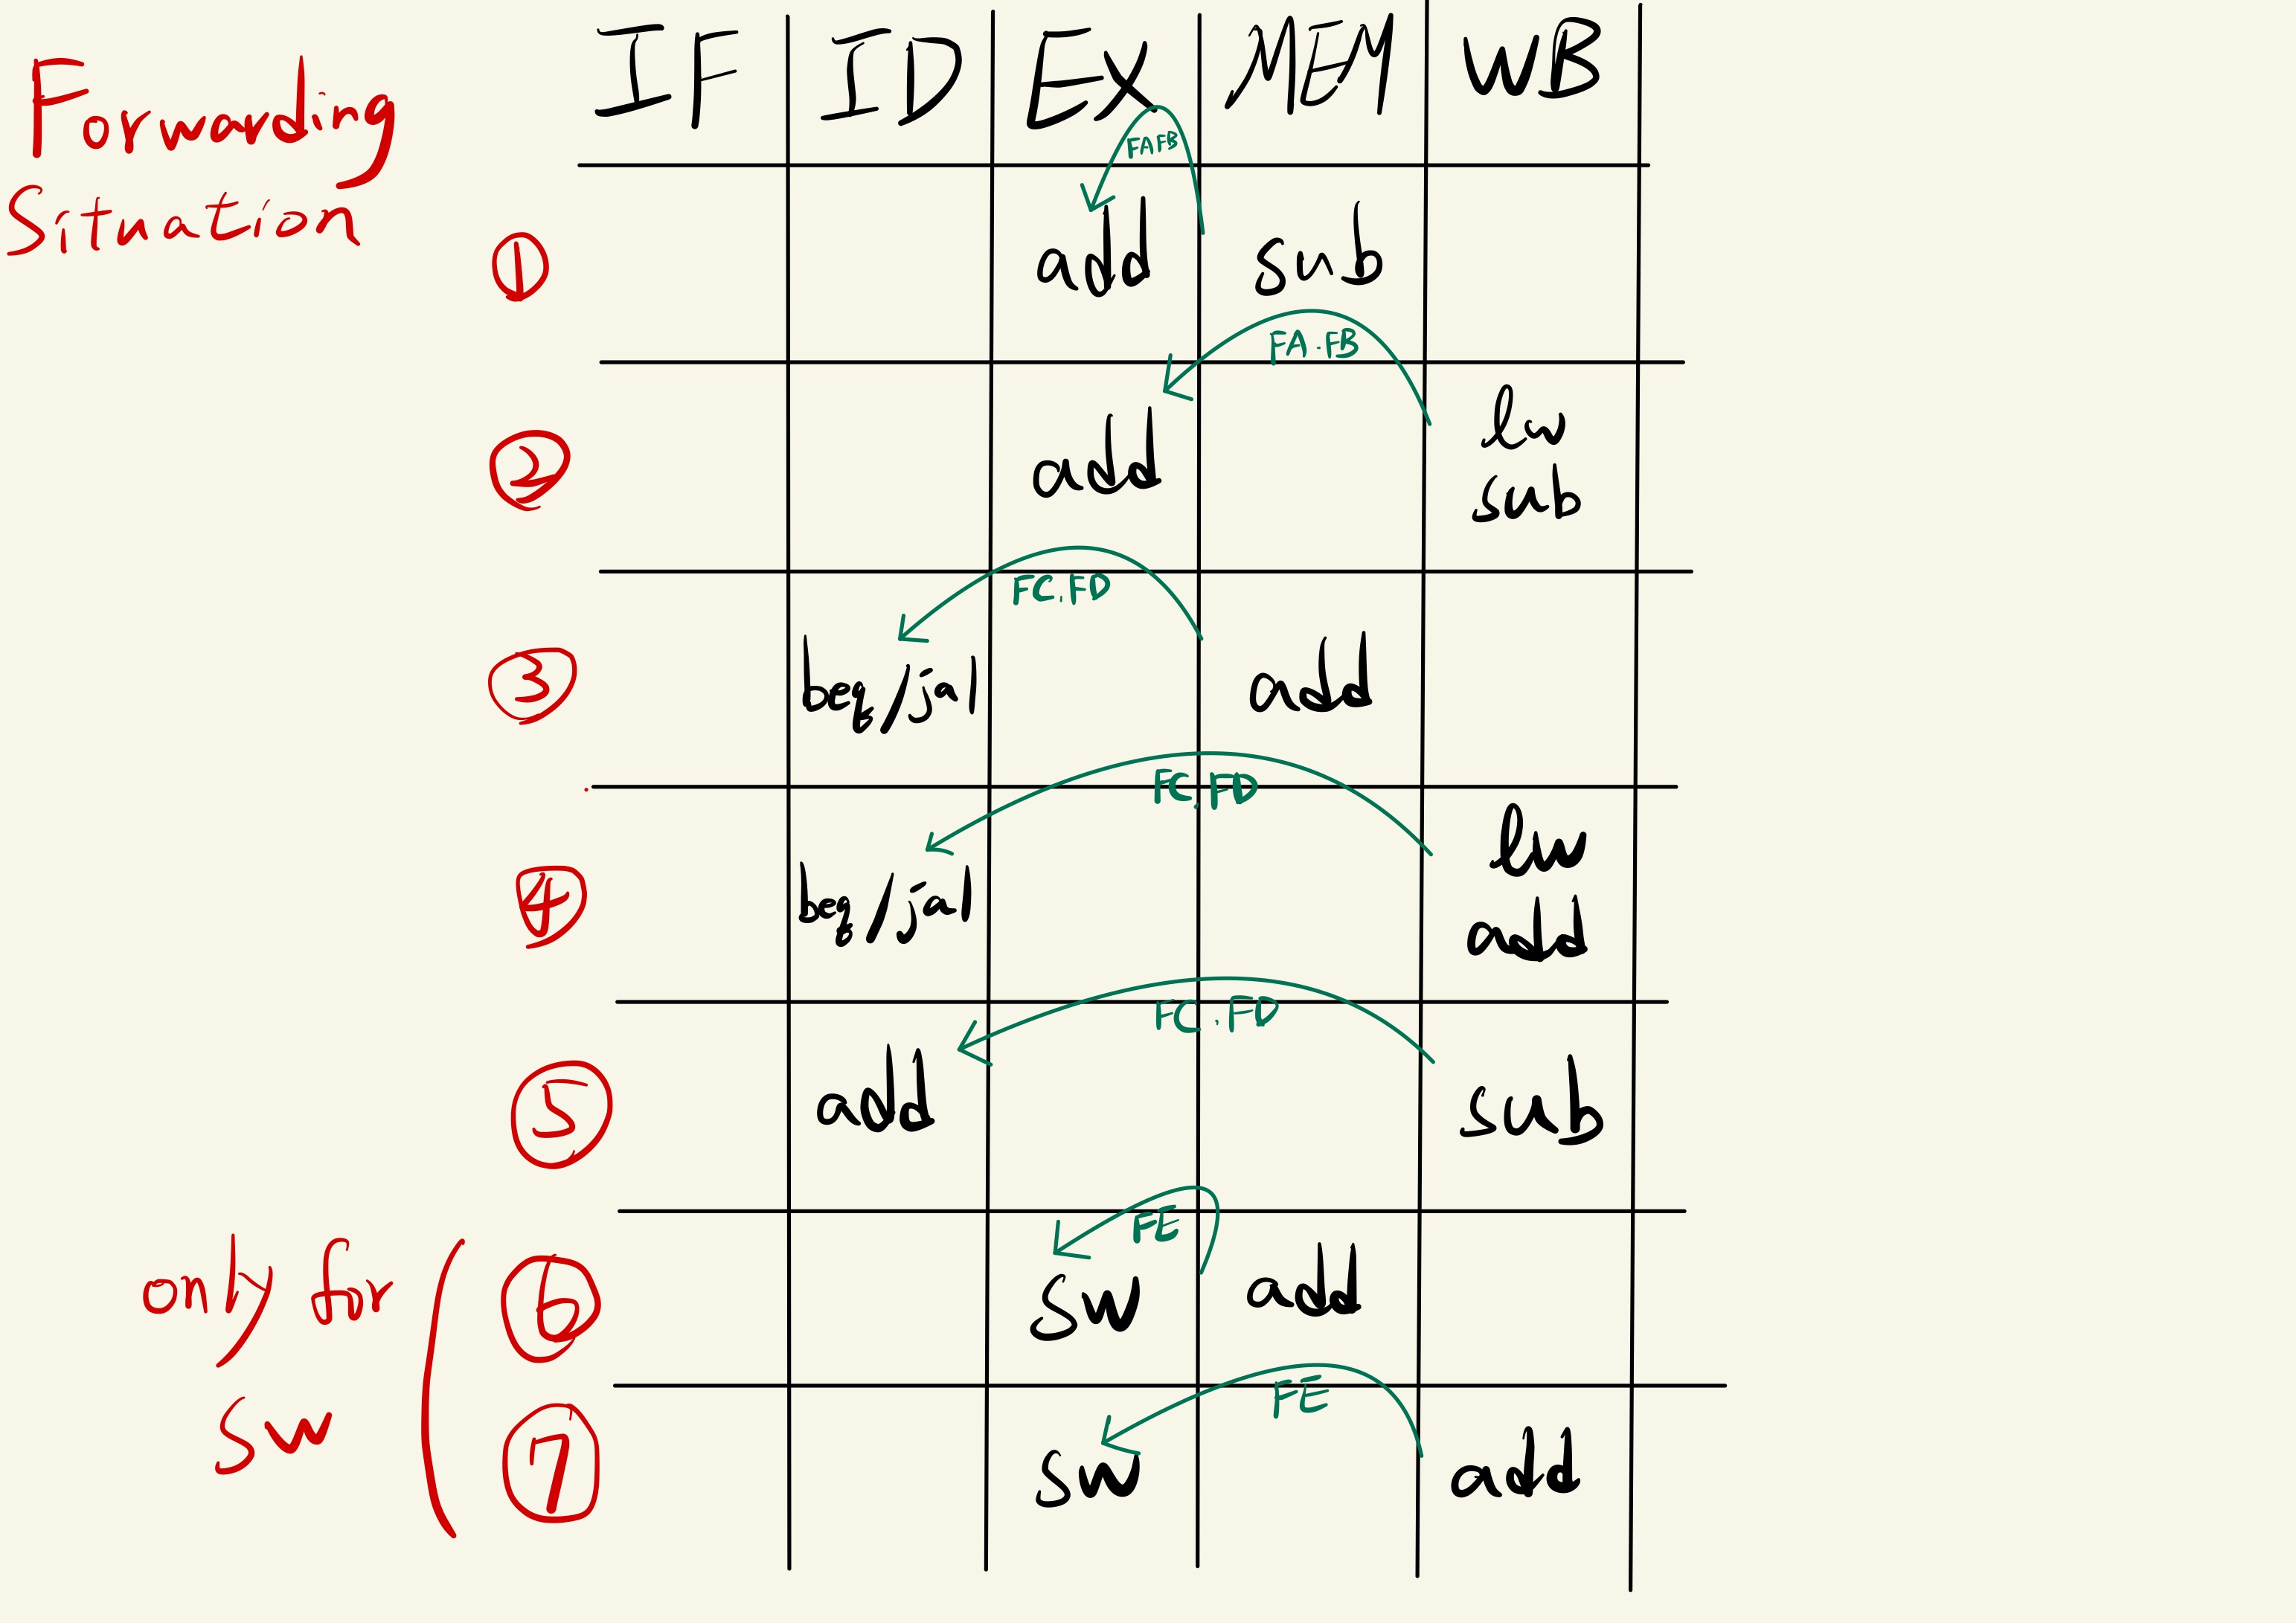 Forwarding
Situation
IF ID EX MEM WB
FA FB
① add sub
FA.FB
② add lw
sub
FC.FD
③ beq/jal add
FC.FD
④ beq/jal lw
add
FC.FD
⑤ add sub
only for
sw
FE
⑥ sw add
FE
⑦ sw add